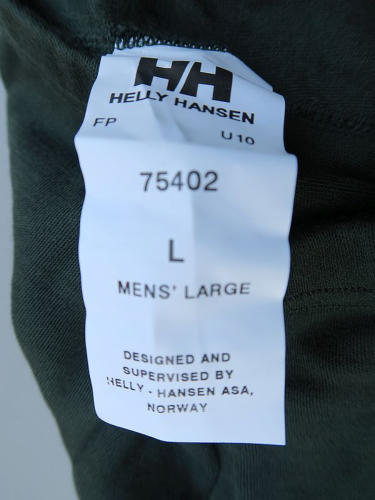 HH
HELLY HANSEN
FP U10
75402
L
MENS' LARGE
DESIGNED AND
SUPERVISED BY
HELLY - HANSEN ASA,
NORWAY